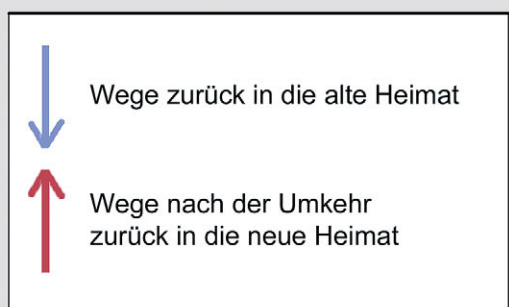 Wege zurück in die alte Heimat
Wege nach der Umkehr
zurück in die neue Heimat